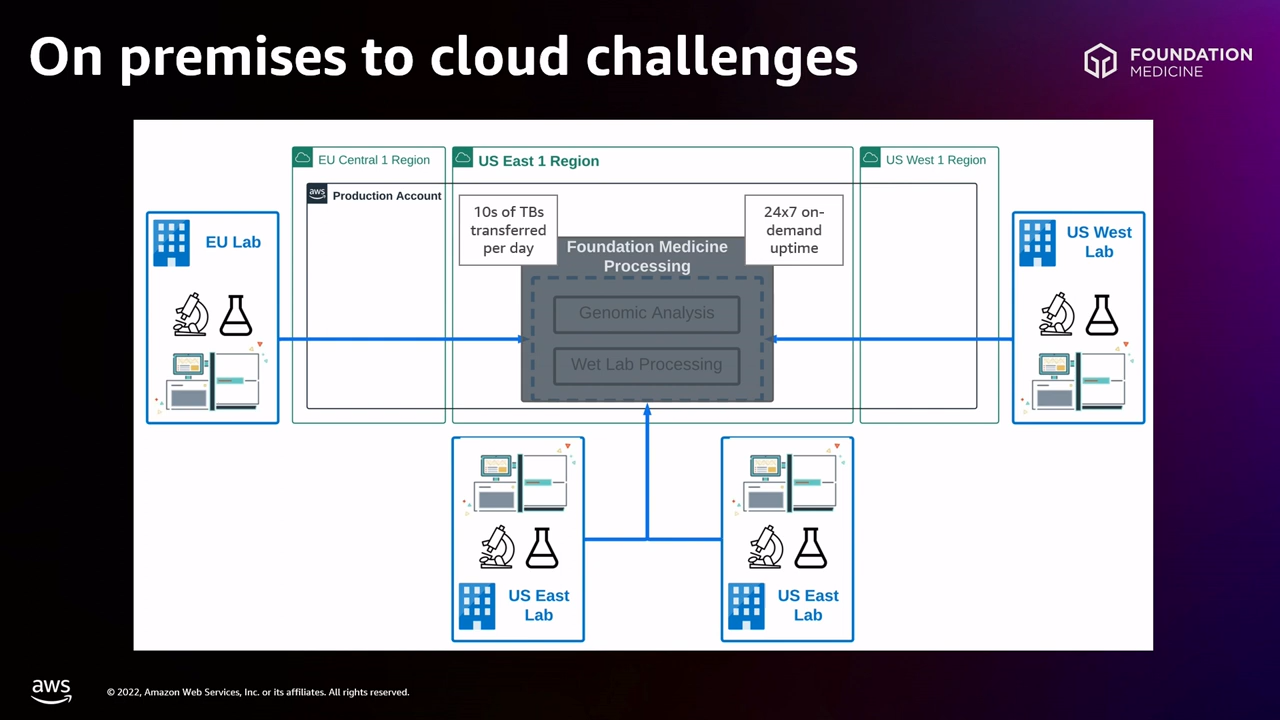 On premises to cloud challenges
FOUNDATION
MEDICINE
EU Central 1 Region
US East 1 Region
US West 1 Region
aws
Production Account
10s of TBs
transferred
per day
24x7 on-
demand
uptime
Foundation Medicine
Processing
Genomic Analysis
Wet Lab Processing
EU Lab
US West
Lab
US East
Lab
US East
Lab
aws
© 2022, Amazon Web Services, Inc. or its affiliates. All rights reserved.